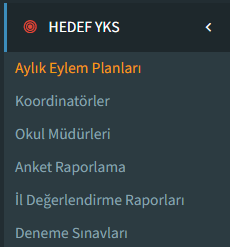 HEDEF YKS
Aylık Eylem Planları
Koordinatörler
Okul Müdürleri
Anket Raporlama
İl Değerlendirme Raporları
Deneme Sınavları